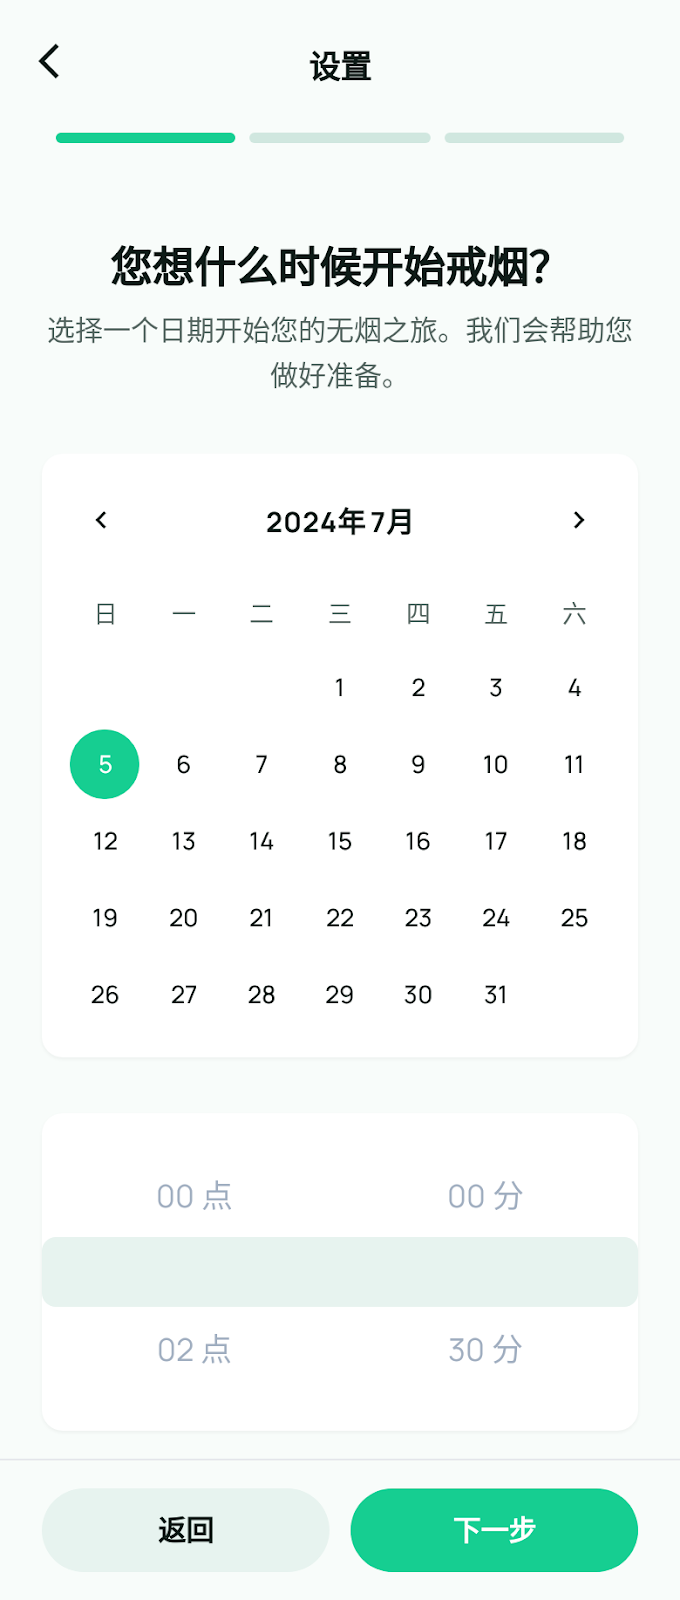 设置
您想什么时候开始戒烟?
选择一个日期开始您的无烟之旅。我们会帮助您
做好准备。
2024年7月
日 一 二 三 四 五 六
1 2 3 4
5 6 7 8 9 10 11
12 13 14 15 16 17 18
19 20 21 22 23 24 25
26 27 28 29 30 31
00 点 00 分
02 点 30 分
返回 下一步